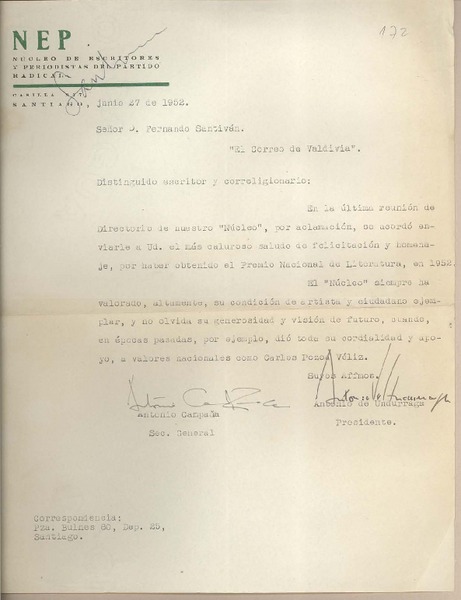 172
NEP
NÚCLEO DE ESCRITORES
Y PERIODISTAS DEL PARTIDO
RADICAL
CASILLA
SANTIAGO, junio 27 de 1952.
Señor D. Fernando Santiván.
"El Correo de Valdivia".
Distinguido escritor y correligionario:
En la última reunión de
Directorio de nuestro "Núcleo", por aclamación, se acordó en-
viarle a Ud. el más caluroso saludo de felicitación y homena-
je, por haber obtenido el Premio Nacional de Literatura, en 1952.
El "Núcleo" siempre ha
valorado, altamente, su condición de artista y ciudadano ejem-
plar, y no olvida su generosidad y visión de futuro, cuando,
en épocas pasadas, por ejemplo, dió toda su cordialidad y apo-
yo, a valores nacionales como Carlos Pezoa Véliz.
Suyos Affmos.
Antonio Campaña
Sec. General
Antonio de Undurraga
Presidente.
Correspondencia:
Pza. Bulnes 80, Dep. 25,
Santiago.